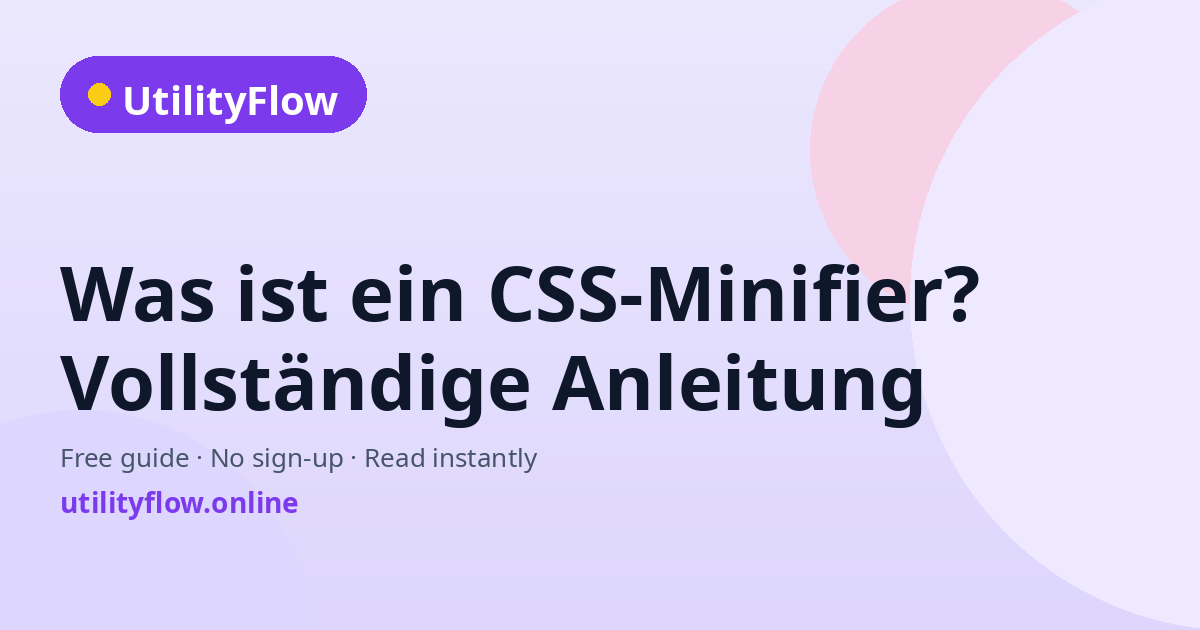 UtilityFlow
Was ist ein CSS-Minifier?
Vollständige Anleitung
Free guide · No sign-up · Read instantly
utilityflow.online